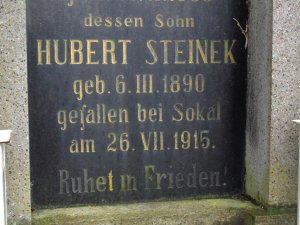 dessen Sohn
HUBERT STEINEK
geb. 6. III. 1890
gefallen bei Sokal
am 26. VII. 1915.
Ruhet in Frieden!